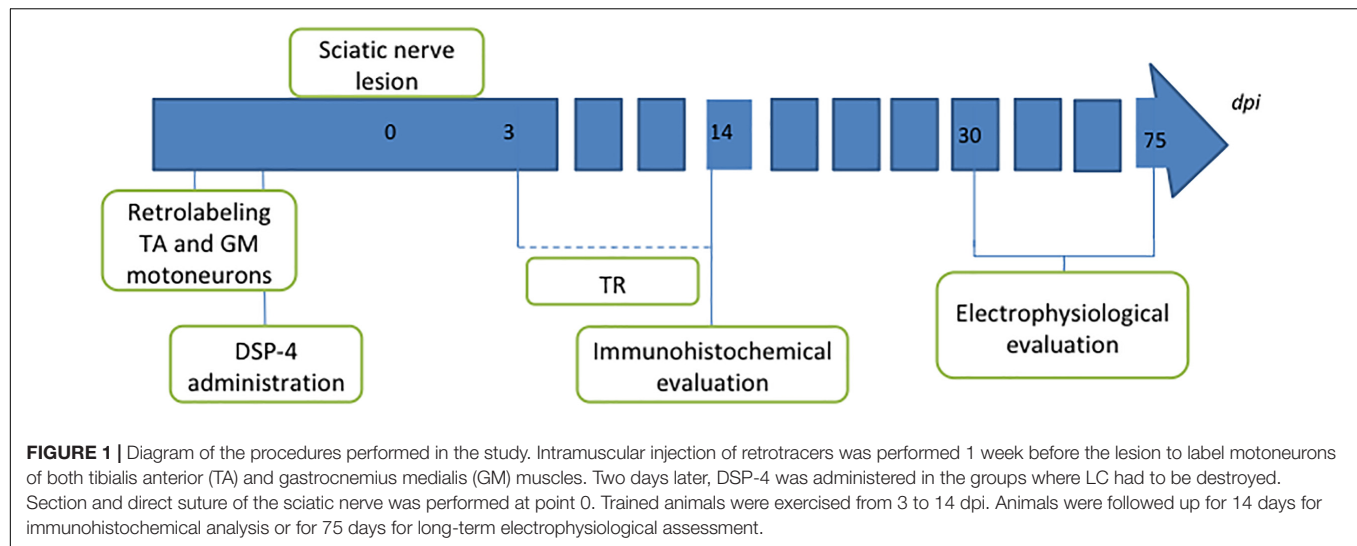 Sciatic nerve
lesion
dpi
0
3
14
30
75
Retrolabeling
TA and GM
motoneurons
TR
DSP-4
administration
Immunohistochemical
evaluation
Electrophysiological
evaluation
FIGURE 1 | Diagram of the procedures performed in the study. Intramuscular injection of retrotracers was performed 1 week before the lesion to label motoneurons
of both tibialis anterior (TA) and gastrocnemius medialis (GM) muscles. Two days later, DSP-4 was administered in the groups where LC had to be destroyed.
Section and direct suture of the sciatic nerve was performed at point 0. Trained animals were exercised from 3 to 14 dpi. Animals were followed up for 14 days for
immunohistochemical analysis or for 75 days for long-term electrophysiological assessment.